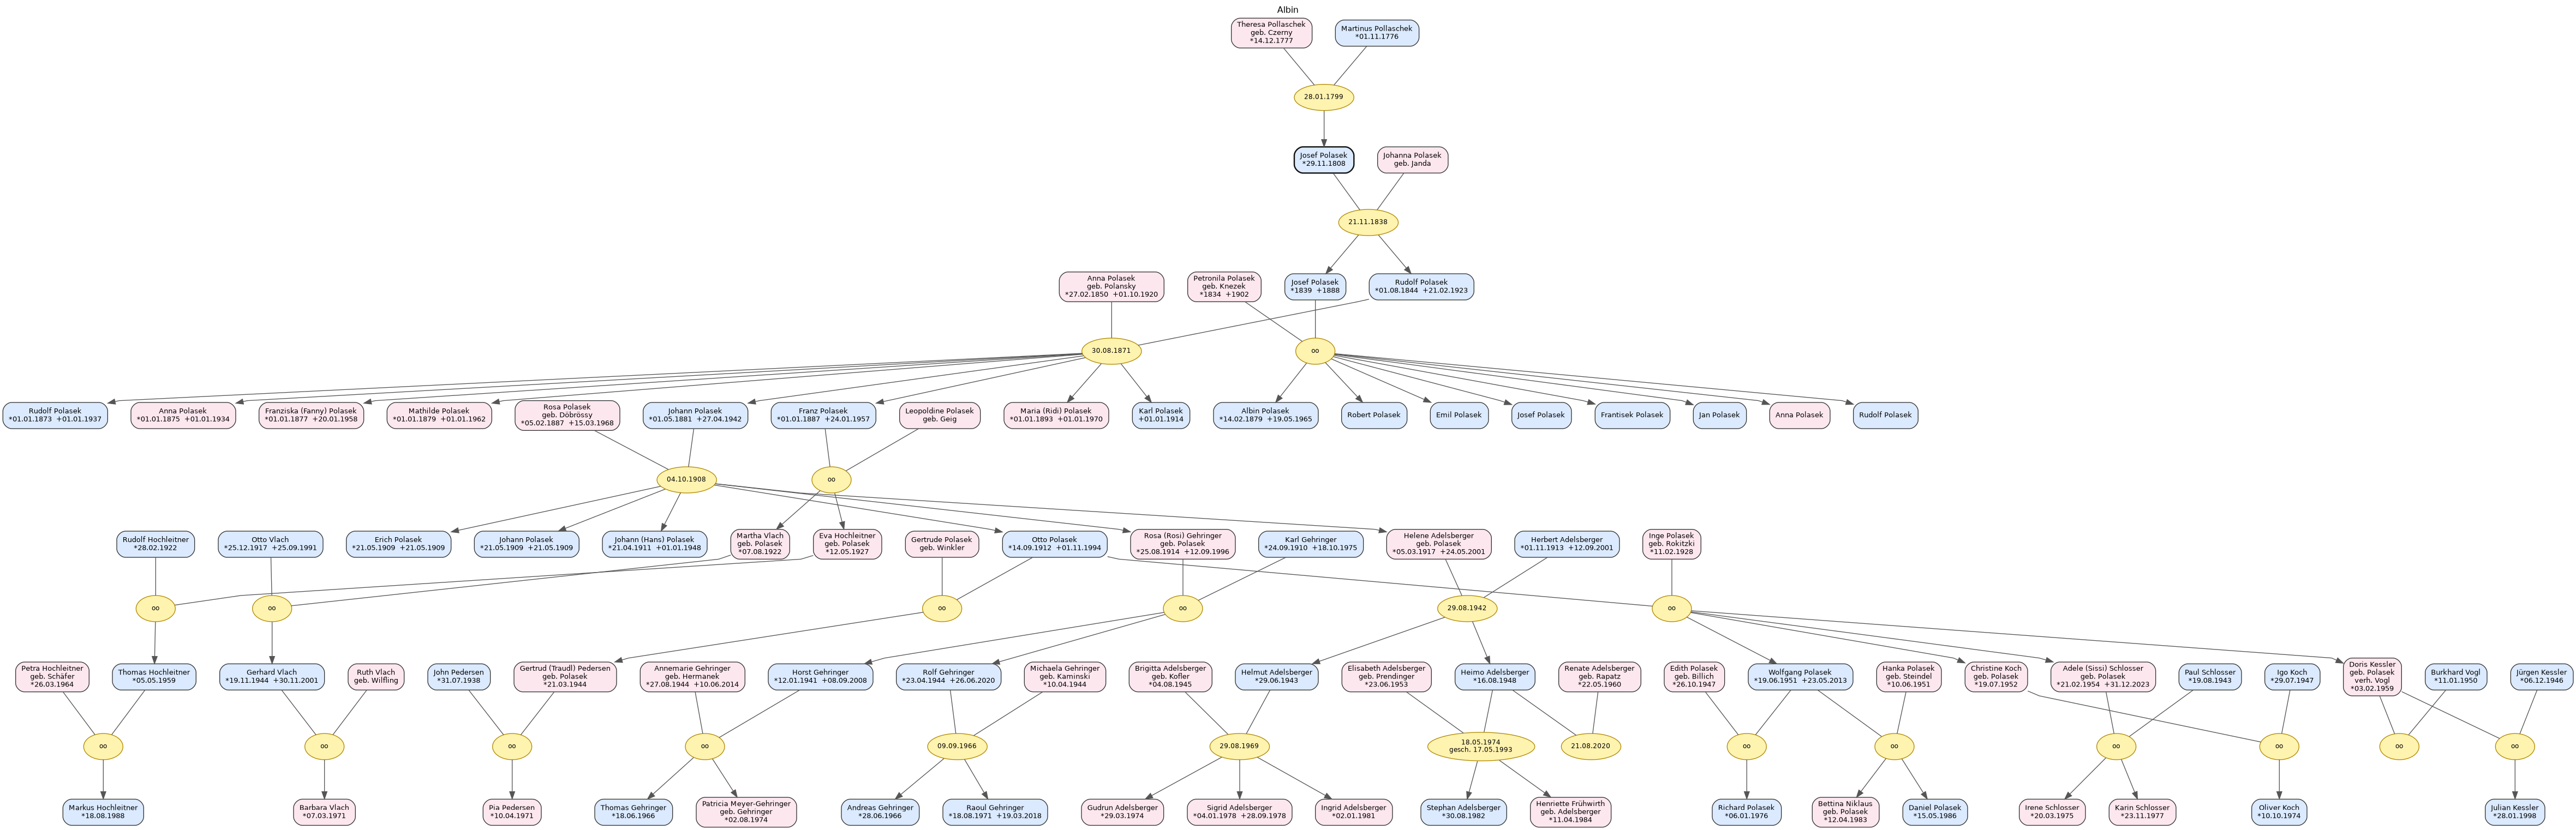 Albin
Theresa Pollaschek
geb. Czerny
*14.12.1777
Martinus Pollaschek
*01.11.1776
28.01.1799
Josef Polasek
*29.11.1808
Johanna Polasek
geb. Janda
21.11.1838
Anna Polasek
geb. Polansky
*27.02.1850 +01.10.1920
Petronila Polasek
geb. Knezek
*1834 +1902
Josef Polasek
*1839 +1888
Rudolf Polasek
*01.08.1844 +21.02.1923
30.08.1871
oo
Rudolf Polasek
*01.01.1873 +01.01.1937
Anna Polasek
*01.01.1875 +01.01.1934
Franziska (Fanny) Polasek
*01.01.1877 +20.01.1958
Mathilde Polasek
*01.01.1879 +01.01.1962
Rosa Polasek
geb. Döbrössy
*05.02.1887 +15.03.1968
Johann Polasek
*01.05.1881 +27.04.1942
Franz Polasek
*01.01.1887 +24.01.1957
Leopoldine Polasek
geb. Geig
Maria (Ridi) Polasek
*01.01.1893 +01.01.1970
Karl Polasek
+01.01.1914
Albin Polasek
*14.02.1879 +19.05.1965
Robert Polasek
Emil Polasek
Josef Polasek
Frantisek Polasek
Jan Polasek
Anna Polasek
Rudolf Polasek
04.10.1908
oo
Rudolf Hochleitner
*28.02.1922
Otto Vlach
*25.12.1917 +25.09.1991
Erich Polasek
*21.05.1909 +21.05.1909
Johann Polasek
*21.05.1909 +21.05.1909
Johann (Hans) Polasek
*21.04.1911 +01.01.1948
Martha Vlach
geb. Polasek
*07.08.1922
Eva Hochleitner
geb. Polasek
*12.05.1927
Gertrude Polasek
geb. Winkler
Otto Polasek
*14.09.1912 +01.11.1994
Rosa (Rosi) Gehringer
geb. Polasek
*25.08.1914 +12.09.1996
Karl Gehringer
*24.09.1910 +18.10.1975
Helene Adelsberger
geb. Polasek
*05.03.1917 +24.05.2001
Herbert Adelsberger
*01.11.1913 +12.09.2001
Inge Polasek
geb. Rokitzki
*11.02.1928
oo
oo
oo
oo
29.08.1942
oo
Petra Hochleitner
geb. Schäfer
*26.03.1964
Thomas Hochleitner
*05.05.1959
Gerhard Vlach
*19.11.1944 +30.11.2001
Ruth Vlach
geb. Wilfling
John Pedersen
*31.07.1938
Gertrud (Traudl) Pedersen
geb. Polasek
*21.03.1944
Annemarie Gehringer
geb. Hermanek
*27.08.1944 +10.06.2014
Horst Gehringer
*12.01.1941 +08.09.2008
Rolf Gehringer
*23.04.1944 +26.06.2020
Michaela Gehringer
geb. Kaminski
*10.04.1944
Brigitta Adelsberger
geb. Kofler
*04.08.1945
Helmut Adelsberger
*29.06.1943
Elisabeth Adelsberger
geb. Prendinger
*23.06.1953
Heimo Adelsberger
*16.08.1948
Renate Adelsberger
geb. Rapatz
*22.05.1960
Edith Polasek
geb. Billich
*26.10.1947
Wolfgang Polasek
*19.06.1951 +23.05.2013
Hanka Polasek
geb. Steindel
*10.06.1951
Christine Koch
geb. Polasek
*19.07.1952
Adele (Sissi) Schlosser
geb. Polasek
*21.02.1954 +31.12.2023
Paul Schlosser
*19.08.1943
Igo Koch
*29.07.1947
Doris Kessler
geb. Polasek
verh. Vogl
*03.02.1959
Burkhard Vogl
*11.01.1950
Jürgen Kessler
*06.12.1946
oo
oo
oo
oo
09.09.1966
29.08.1969
18.05.1974
gesch. 17.05.1993
21.08.2020
oo
oo
oo
oo
oo
oo
Markus Hochleitner
*18.08.1988
Barbara Vlach
*07.03.1971
Pia Pedersen
*10.04.1971
Thomas Gehringer
*18.06.1966
Patricia Meyer-Gehringer
geb. Gehringer
*02.08.1974
Andreas Gehringer
*28.06.1966
Raoul Gehringer
*18.08.1971 +19.03.2018
Gudrun Adelsberger
*29.03.1974
Sigrid Adelsberger
*04.01.1978 +28.09.1978
Ingrid Adelsberger
*02.01.1981
Stephan Adelsberger
*30.08.1982
Henriette Frühwirth
geb. Adelsberger
*11.04.1984
Richard Polasek
*06.01.1976
Bettina Niklaus
geb. Polasek
*12.04.1983
Daniel Polasek
*15.05.1986
Irene Schlosser
*20.03.1975
Karin Schlosser
*23.11.1977
Oliver Koch
*10.10.1974
Julian Kessler
*28.01.1998